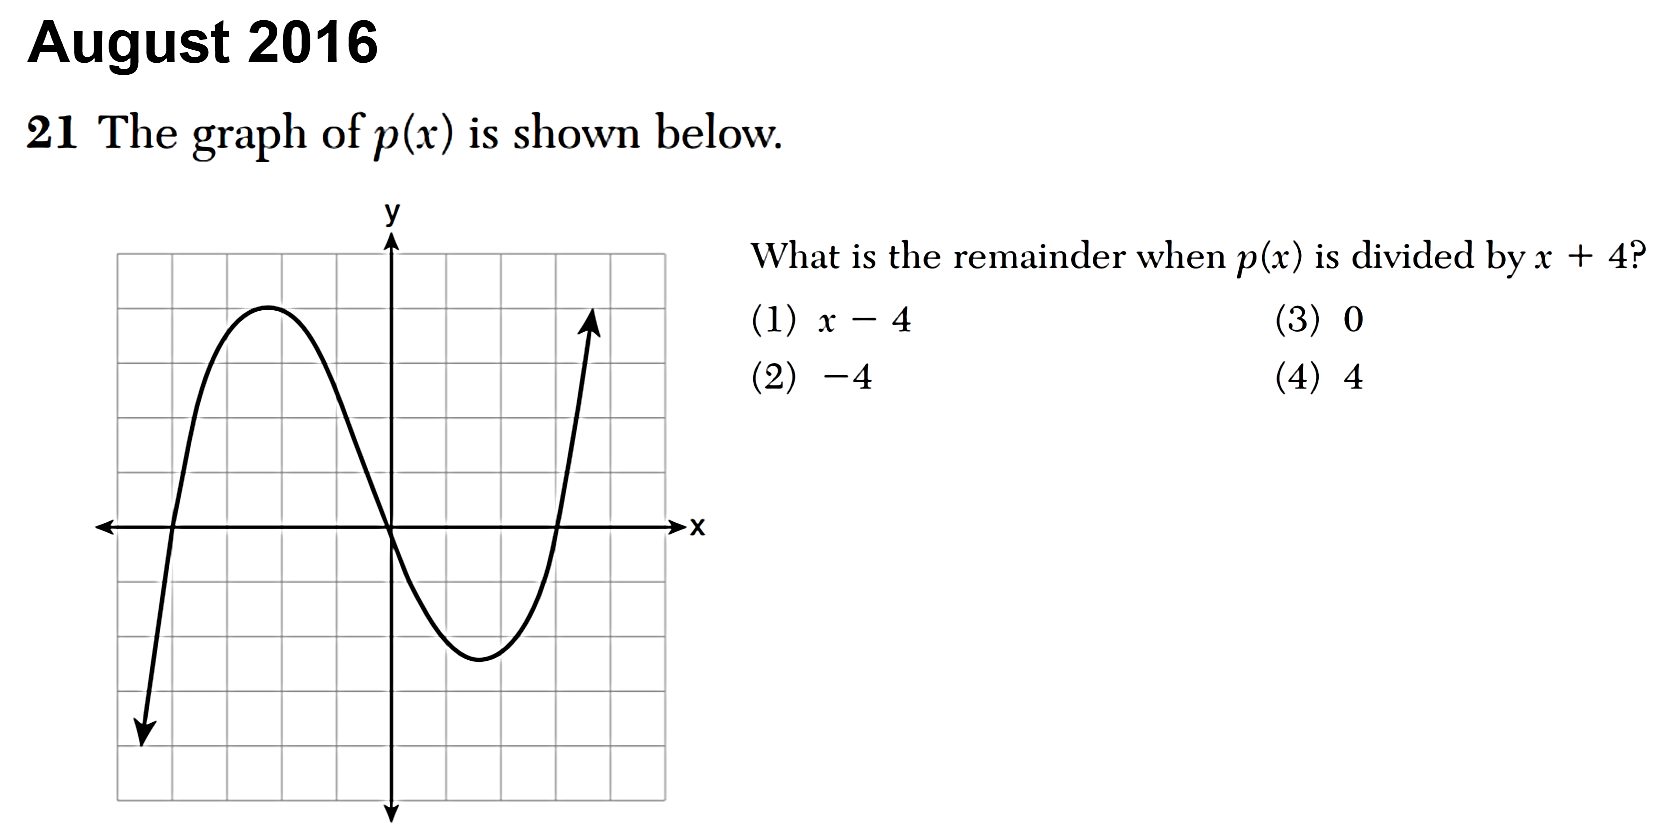 August 2016
21 The graph of p(x) is shown below.
y
x
What is the remainder when p(x) is divided by x + 4?
(1) x − 4
(3) 0
(2) −4
(4) 4